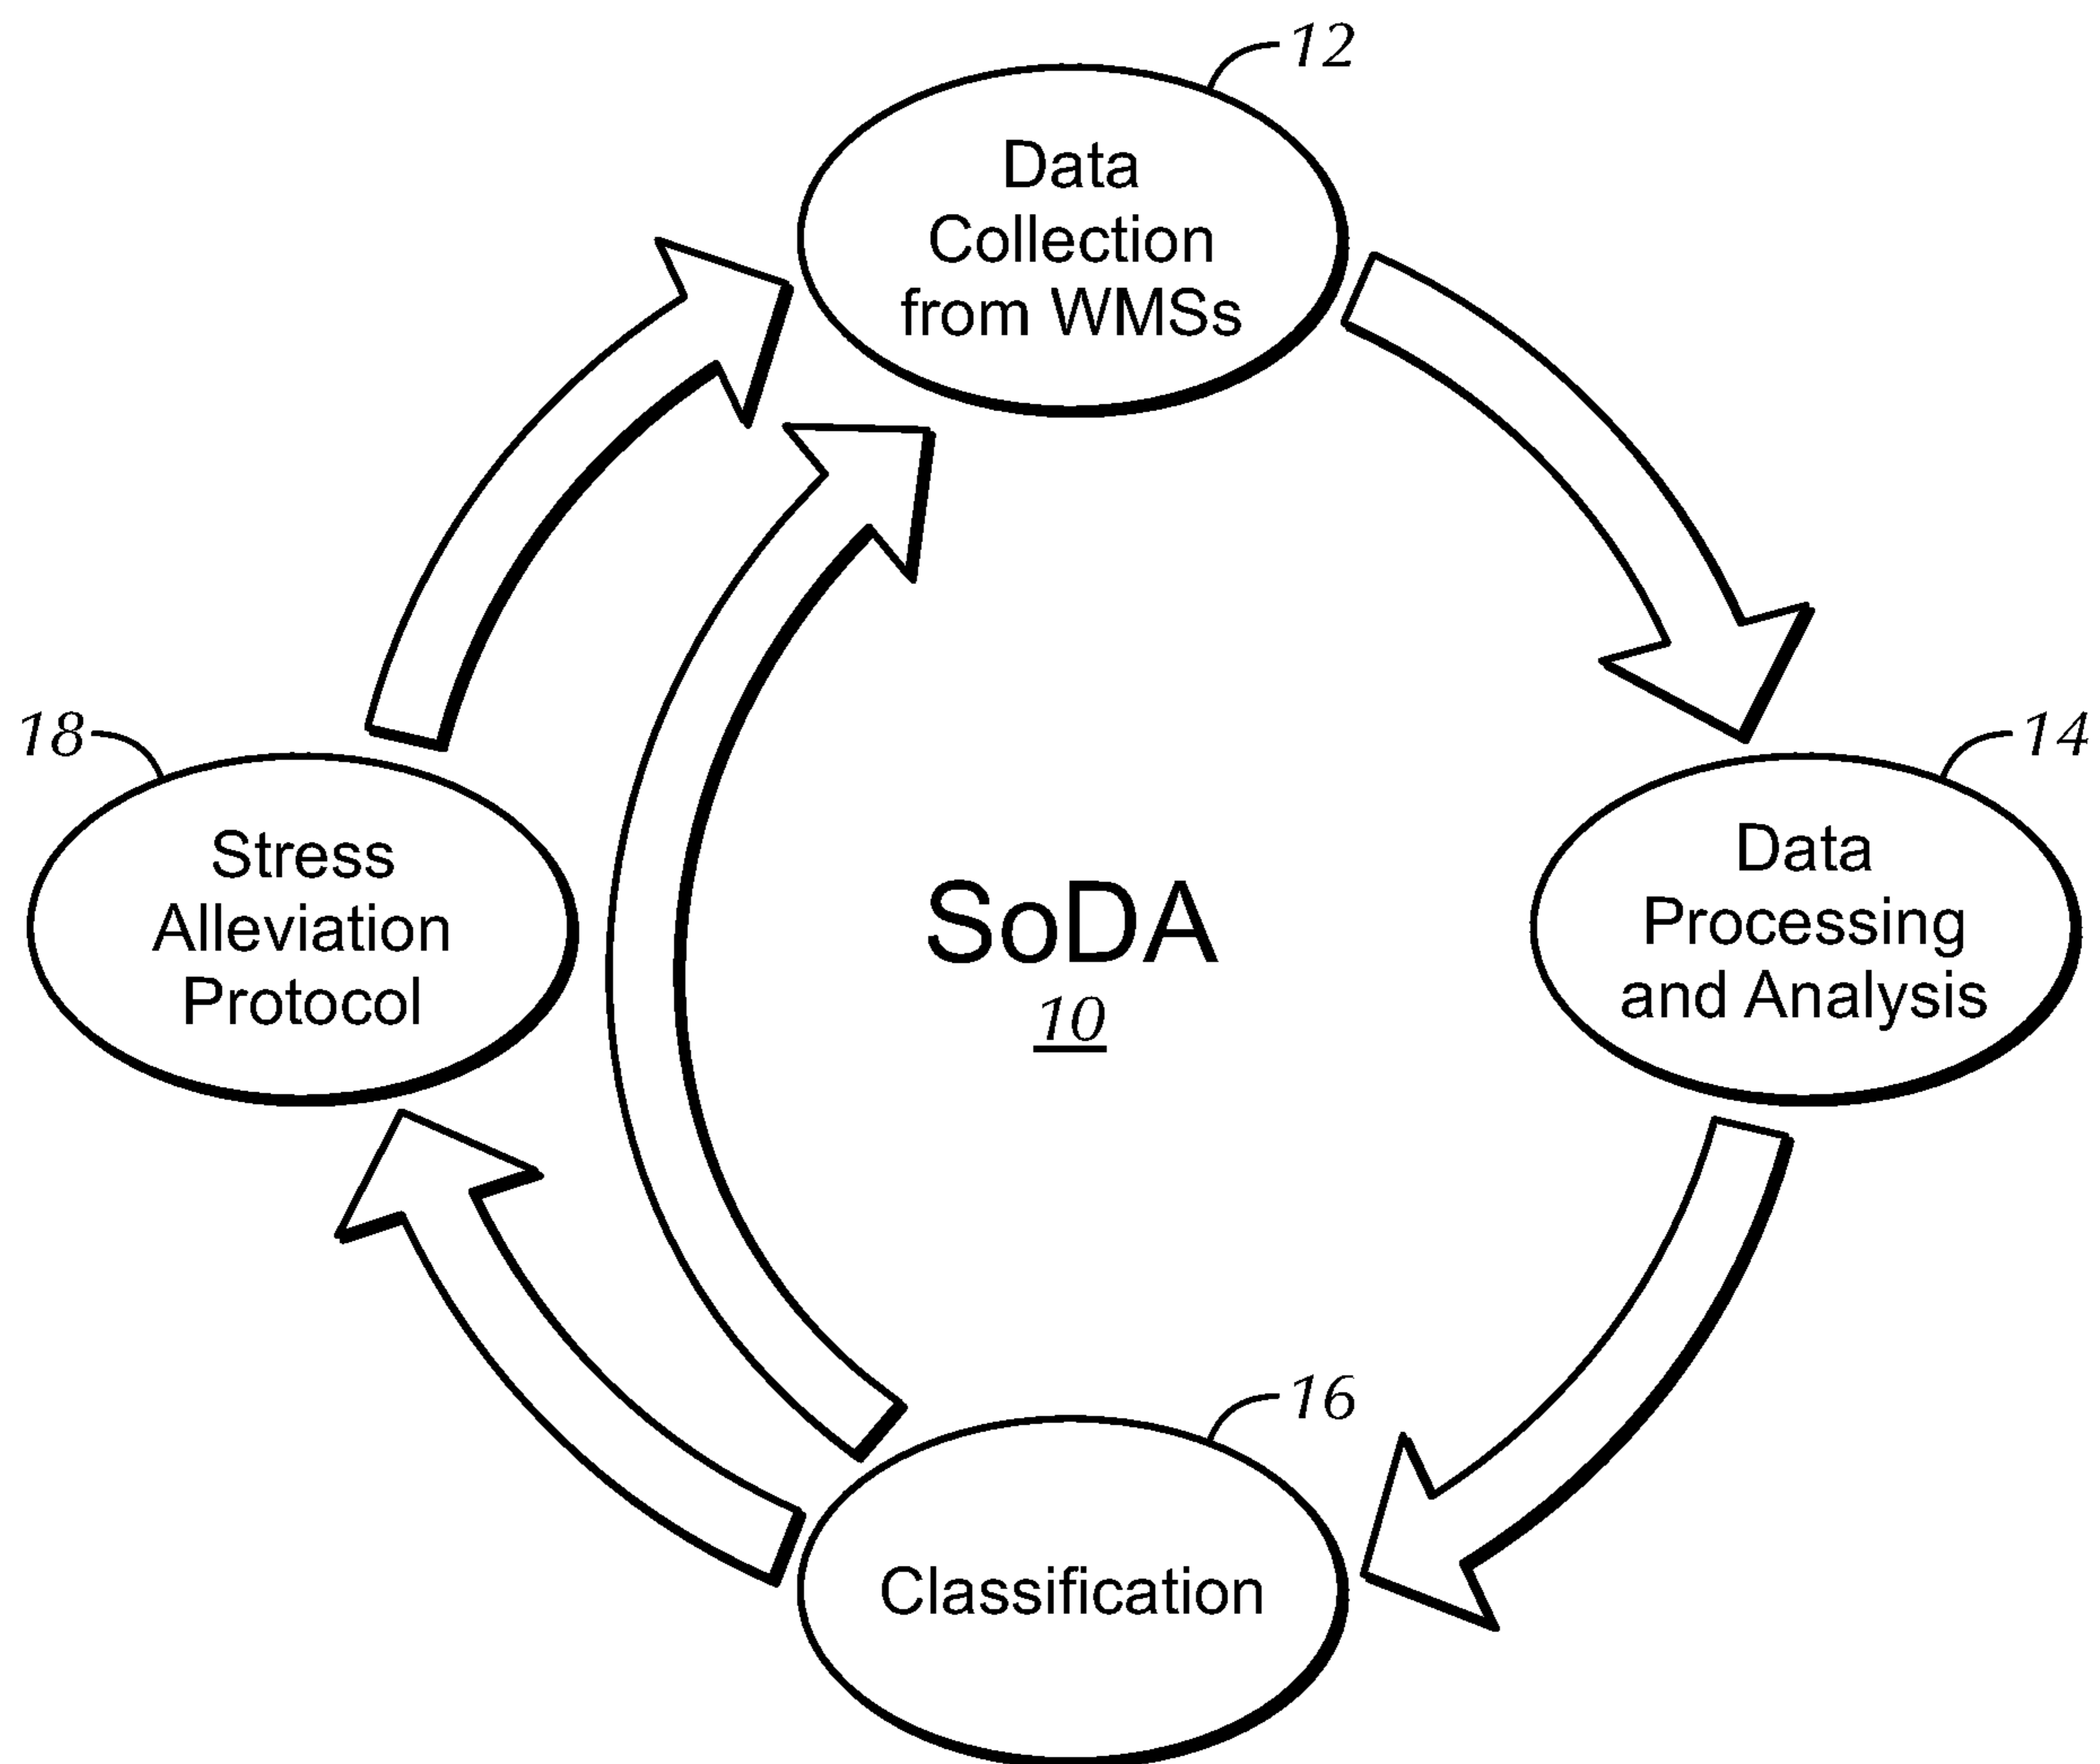 12
Data
Collection
from WMSs
18
14
Stress
Alleviation
Protocol
SoDA
10
Data
Processing
and Analysis
16
Classification